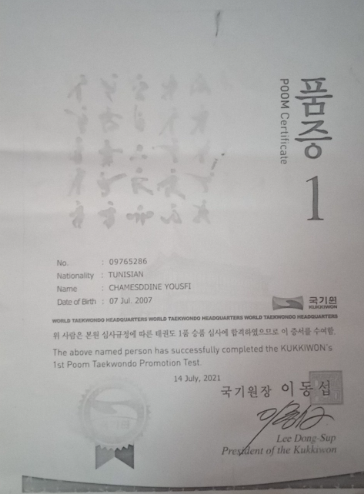 품증
POOM Certificate
1
No. : 09765286
Nationality : TUNISIAN
Name : CHAMESDDINE YOUSFI
Date of Birth : 07 Jul. 2007
국기원
KUKKIWON
WORLD TAEKWONDO HEADQUARTERS WORLD TAEKWONDO HEADQUARTERS WORLD TAEKWONDO HEADQUARTERS
위 사람은 본원 심사규정에 따른 태권도 1품 승품 심사에 합격하였으므로 이 증서를 수여함.
The above named person has successfully completed the KUKKIWON's
1st Poom Taekwondo Promotion Test.
14 July, 2021
국기원장 이동섭
Lee Dong-Sup
President of the Kukkiwon